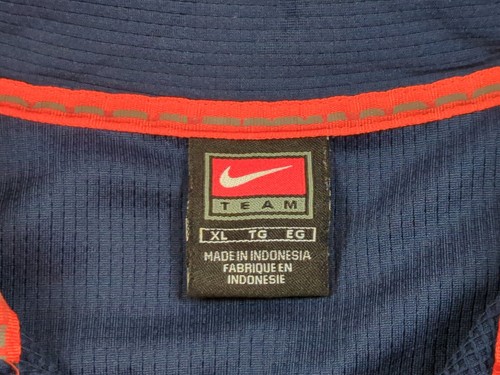 TEAM
XL TG EG
MADE IN INDONESIA
FABRIQUE EN
INDONESIE